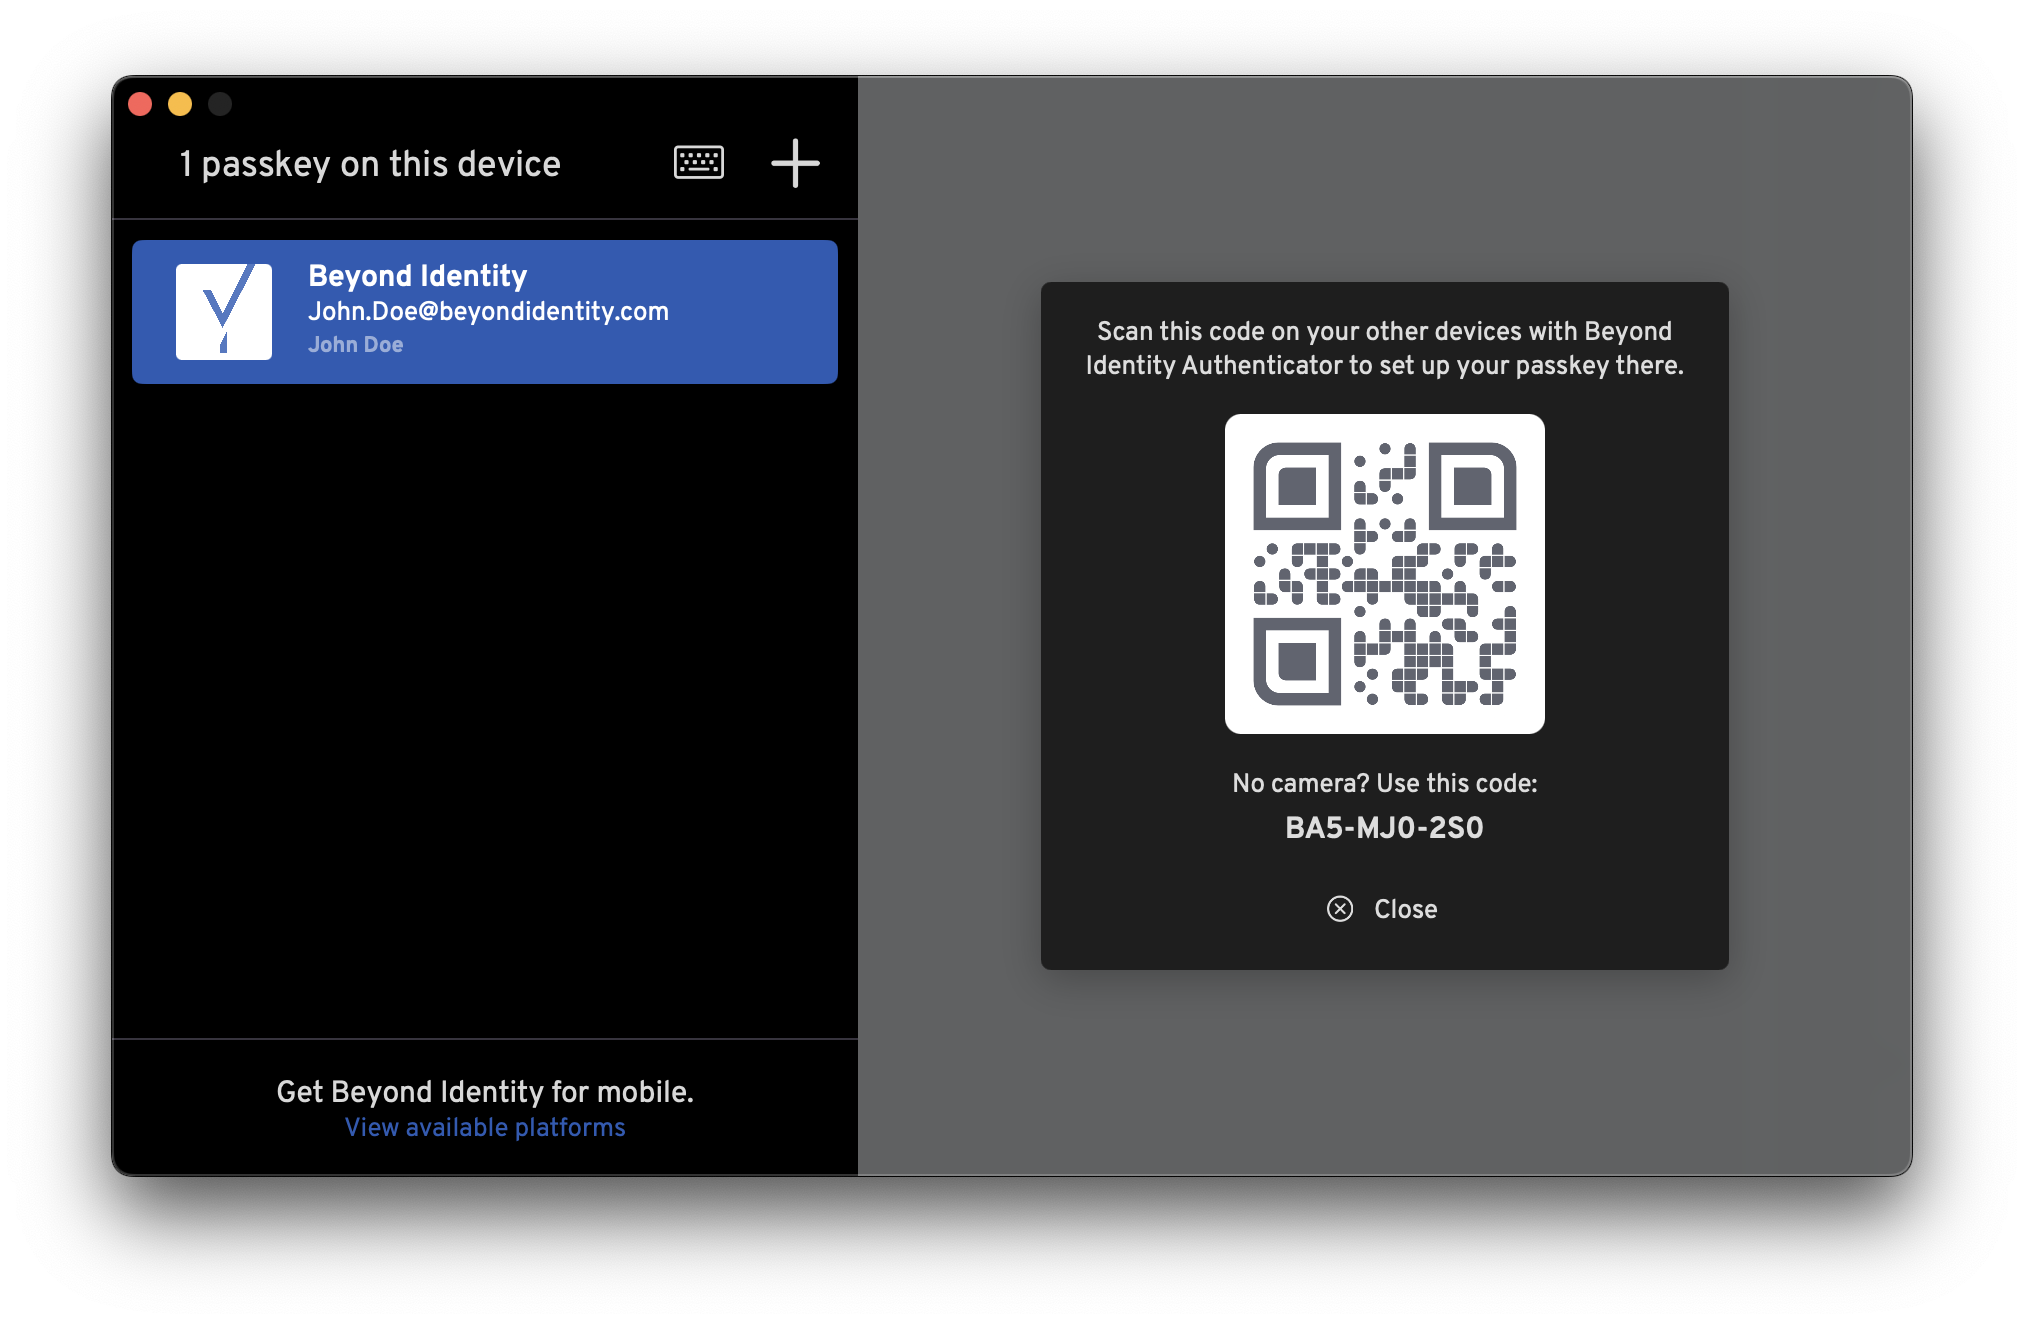 1 passkey on this device
Beyond Identity
John.Doe@beyondidentity.com
John Doe
Get Beyond Identity for mobile.
View available platforms
Scan this code on your other devices with Beyond
Identity Authenticator to set up your passkey there.
No camera? Use this code:
BA5-MJ0-2S0
Close